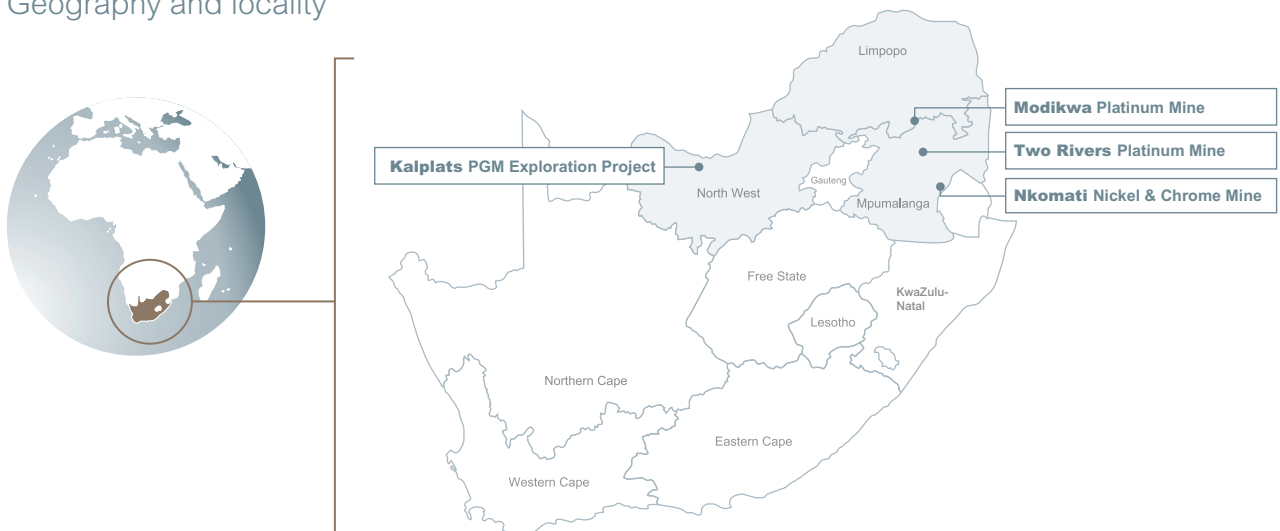 Geography and locality
Limpopo
Modikwa Platinum Mine
Two Rivers Platinum Mine
Kalplats PGM Exploration Project
Gauteng
North West
Mpumalanga
Nkomati Nickel & Chrome Mine
Free State
KwaZulu-
Natal
Lesotho
Northern Cape
Eastern Cape
Western Cape